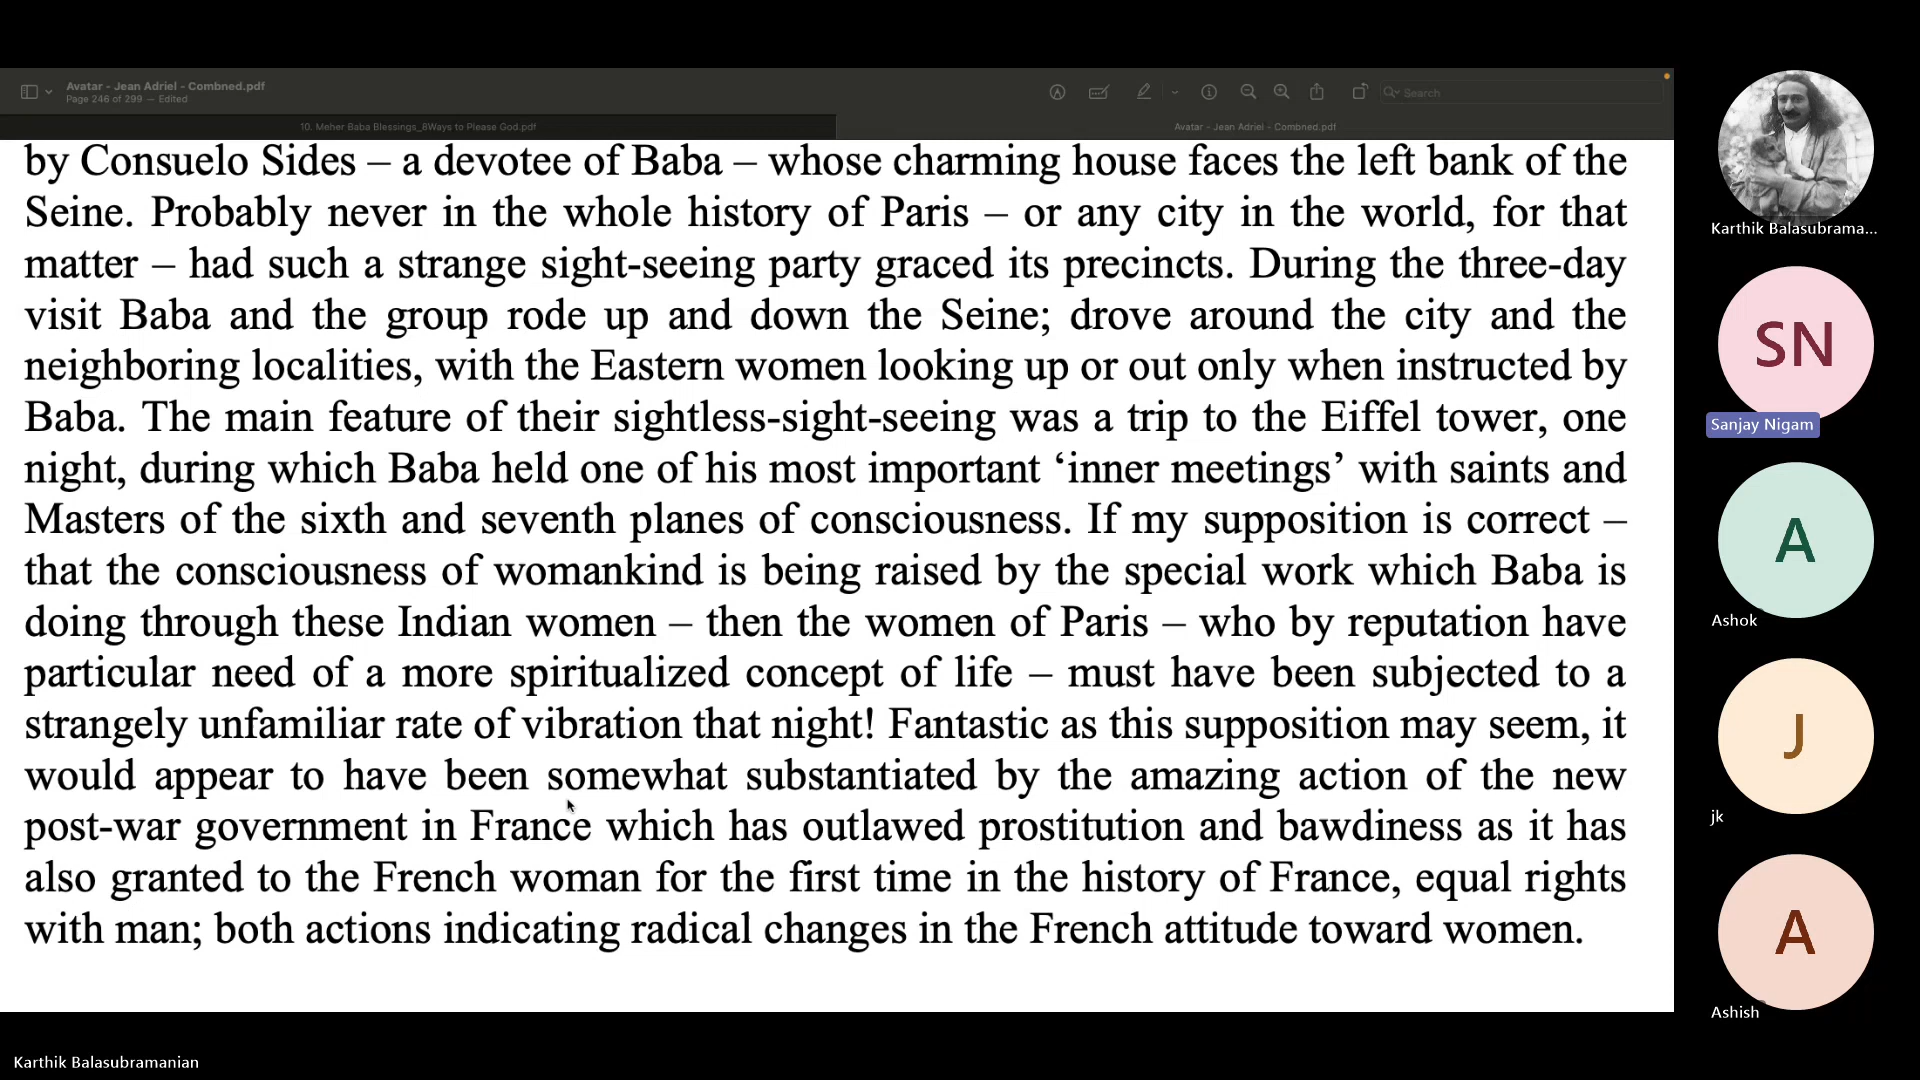 Avatar - Jean Adriel - Combned.pdf
Page 246 of 299 — Edited
Search
10. Meher Baba Blessings_8Ways to Please God.pdf
Avatar - Jean Adriel - Combned.pdf
by Consuelo Sides – a devotee of Baba – whose charming house faces the left bank of the
Seine. Probably never in the whole history of Paris – or any city in the world, for that
matter – had such a strange sight-seeing party graced its precincts. During the three-day
visit Baba and the group rode up and down the Seine; drove around the city and the
neighboring localities, with the Eastern women looking up or out only when instructed by
Baba. The main feature of their sightless-sight-seeing was a trip to the Eiffel tower, one
night, during which Baba held one of his most important ‘inner meetings’ with saints and
Masters of the sixth and seventh planes of consciousness. If my supposition is correct –
that the consciousness of womankind is being raised by the special work which Baba is
doing through these Indian women – then the women of Paris – who by reputation have
particular need of a more spiritualized concept of life – must have been subjected to a
strangely unfamiliar rate of vibration that night! Fantastic as this supposition may seem, it
would appear to have been somewhat substantiated by the amazing action of the new
post-war government in France which has outlawed prostitution and bawdiness as it has
also granted to the French woman for the first time in the history of France, equal rights
with man; both actions indicating radical changes in the French attitude toward women.
Karthik Balasubrama...
SN
Sanjay Nigam
A
Ashok
J
jk
A
Ashish
Karthik Balasubramanian